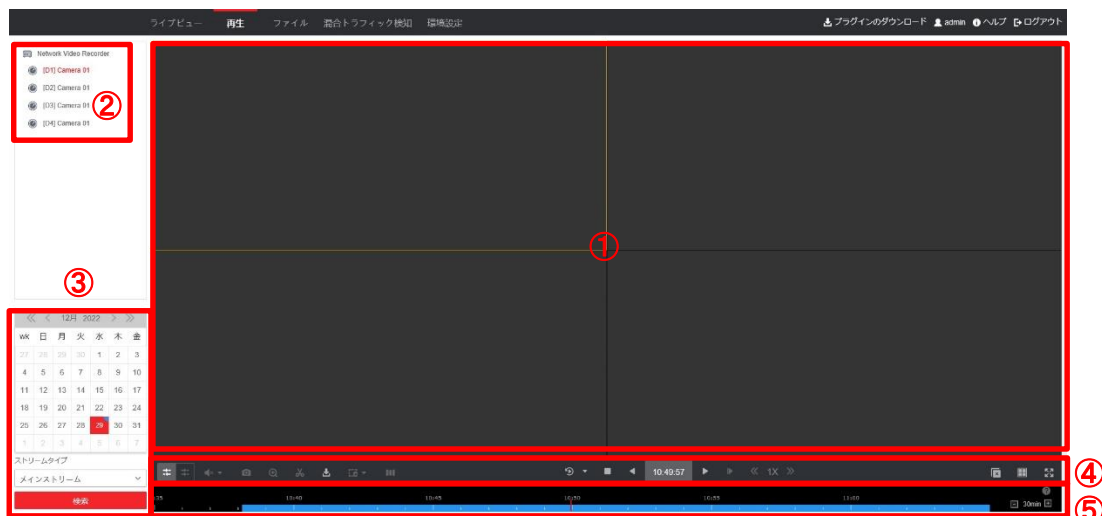 ライブビュー 再生 ファイル 混合トラフィック検知 環境設定 プラグインのダウンロード admin ヘルプ ログアウト
Network Video Recorder
[D1] Camera 01
[D2] Camera 01
[D3] Camera 01
[D4] Camera 01
②
①
③
12月 2022
wk 日 月 火 水 木 金
27 28 29 30 1 2 3
4 5 6 7 8 9 10
11 12 13 14 15 16 17
18 19 20 21 22 23 24
25 26 27 28 29 30 31
1 2 3 4 5 6 7
ストリームタイプ
メインストリーム
検索
10:49:57 1X
④
10:40 10:45 10:50 10:55 11:00
30min
⑤